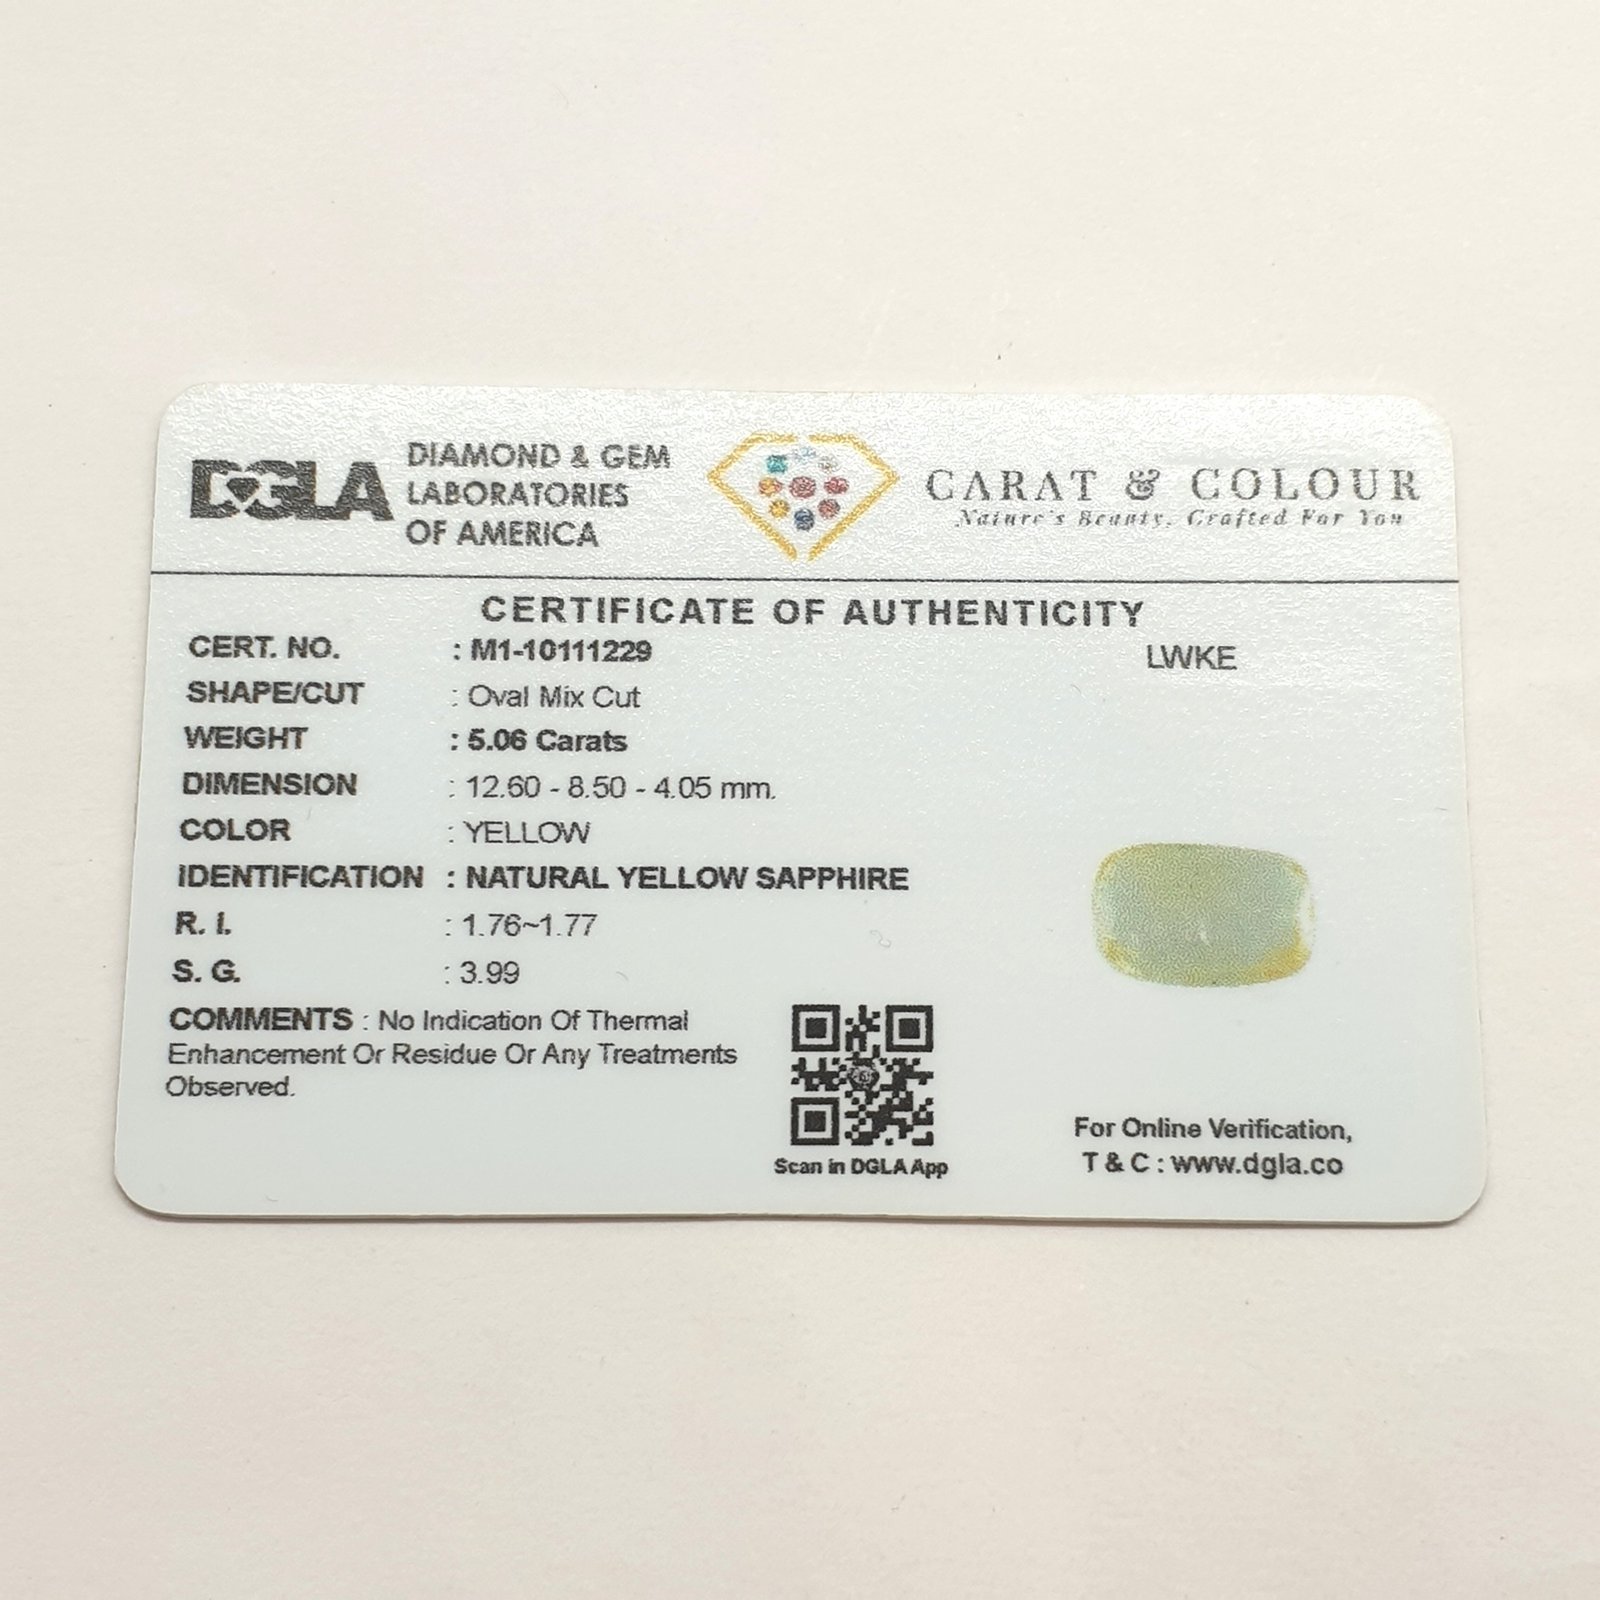 DGLA
DIAMOND & GEM
LABORATORIES
OF AMERICA
CARAT & COLOUR
Nature's Beauty, Crafted For You
CERTIFICATE OF AUTHENTICITY
CERT. NO. : M1-10111229
LWKE
SHAPE/CUT : Oval Mix Cut
WEIGHT : 5.06 Carats
DIMENSION : 12.60 - 8.50 - 4.05 mm.
COLOR : YELLOW
IDENTIFICATION : NATURAL YELLOW SAPPHIRE
R. I. : 1.76~1.77
S. G. : 3.99
COMMENTS : No Indication Of Thermal
Enhancement Or Residue Or Any Treatments
Observed.
Scan in DGLA App
For Online Verification,
T & C : www.dgla.co